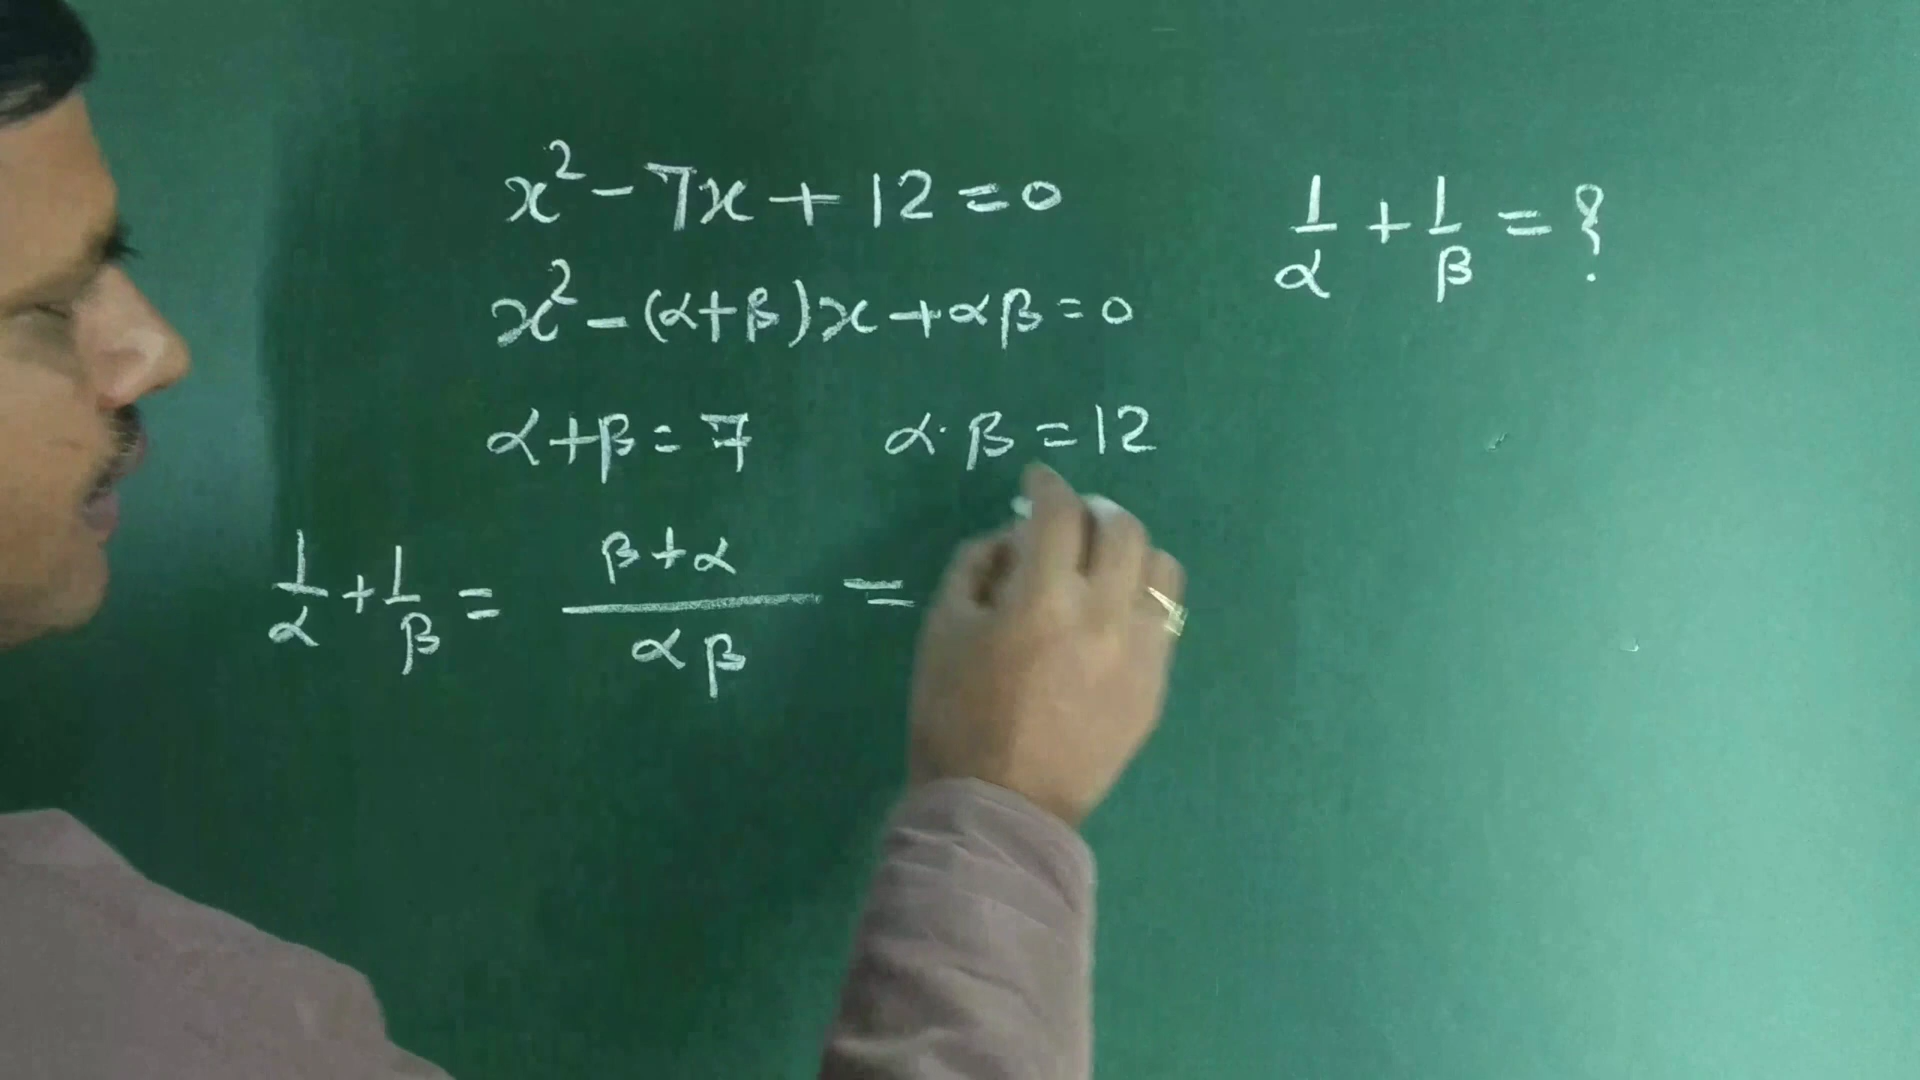 x² - 7x + 12 = 0
1/α + 1/β = ?
x² - (α+β)x + αβ = 0
α+β = 7 α·β = 12
1/α + 1/β = β+α/αβ =